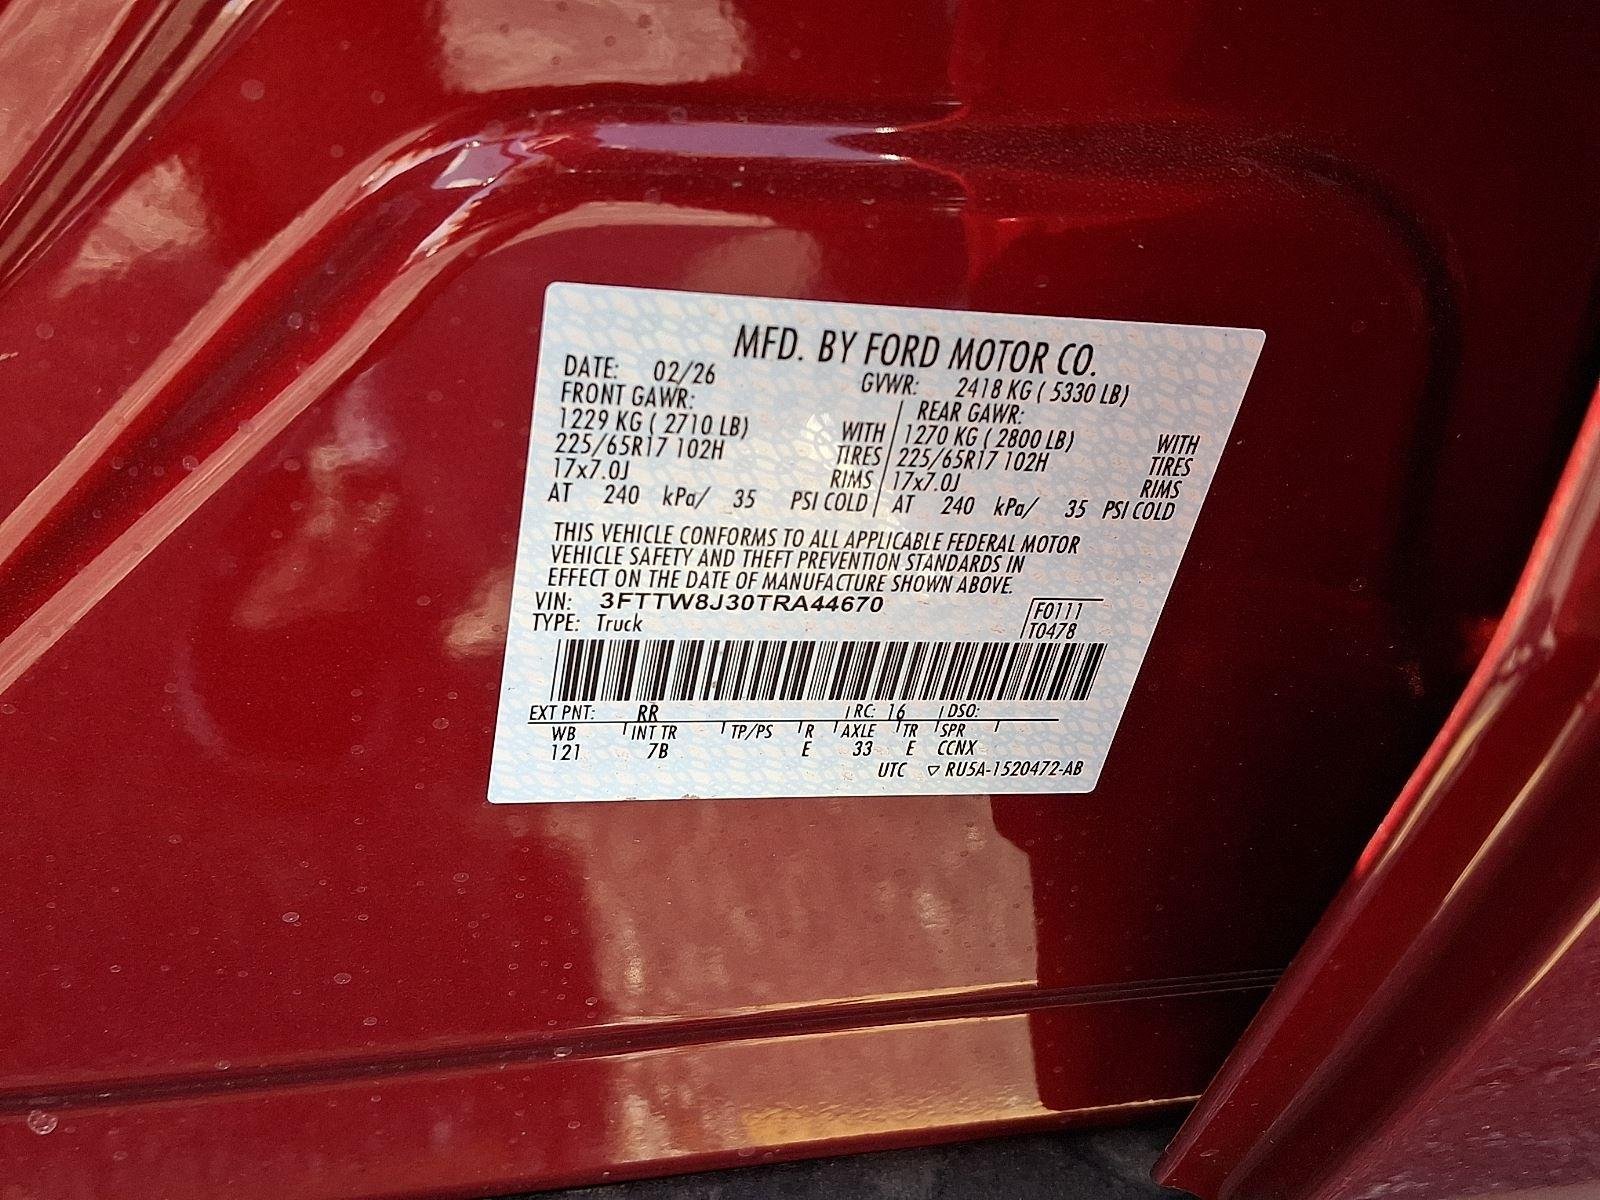 MFD. BY FORD MOTOR CO.
DATE: 02/26 GVWR: 2418 KG ( 5330 LB)
FRONT GAWR: REAR GAWR:
1229 KG ( 2710 LB) WITH 1270 KG ( 2800 LB) WITH
225/65R17 102H TIRES 225/65R17 102H TIRES
17x7.0J RIMS 17x7.0J RIMS
AT 240 kPa/ 35 PSI COLD AT 240 kPa/ 35 PSI COLD
THIS VEHICLE CONFORMS TO ALL APPLICABLE FEDERAL MOTOR
VEHICLE SAFETY AND THEFT PREVENTION STANDARDS IN
EFFECT ON THE DATE OF MANUFACTURE SHOWN ABOVE.
VIN: 3FTTW8J30TRA44670 F0111
TYPE: Truck T0478
EXT PNT: RR RC: 16 DSO:
WB INT TR TP/PS R AXLE TR SPR
121 7B E 33 E CCNX
UTC ▽ RU5A-1520472-AB